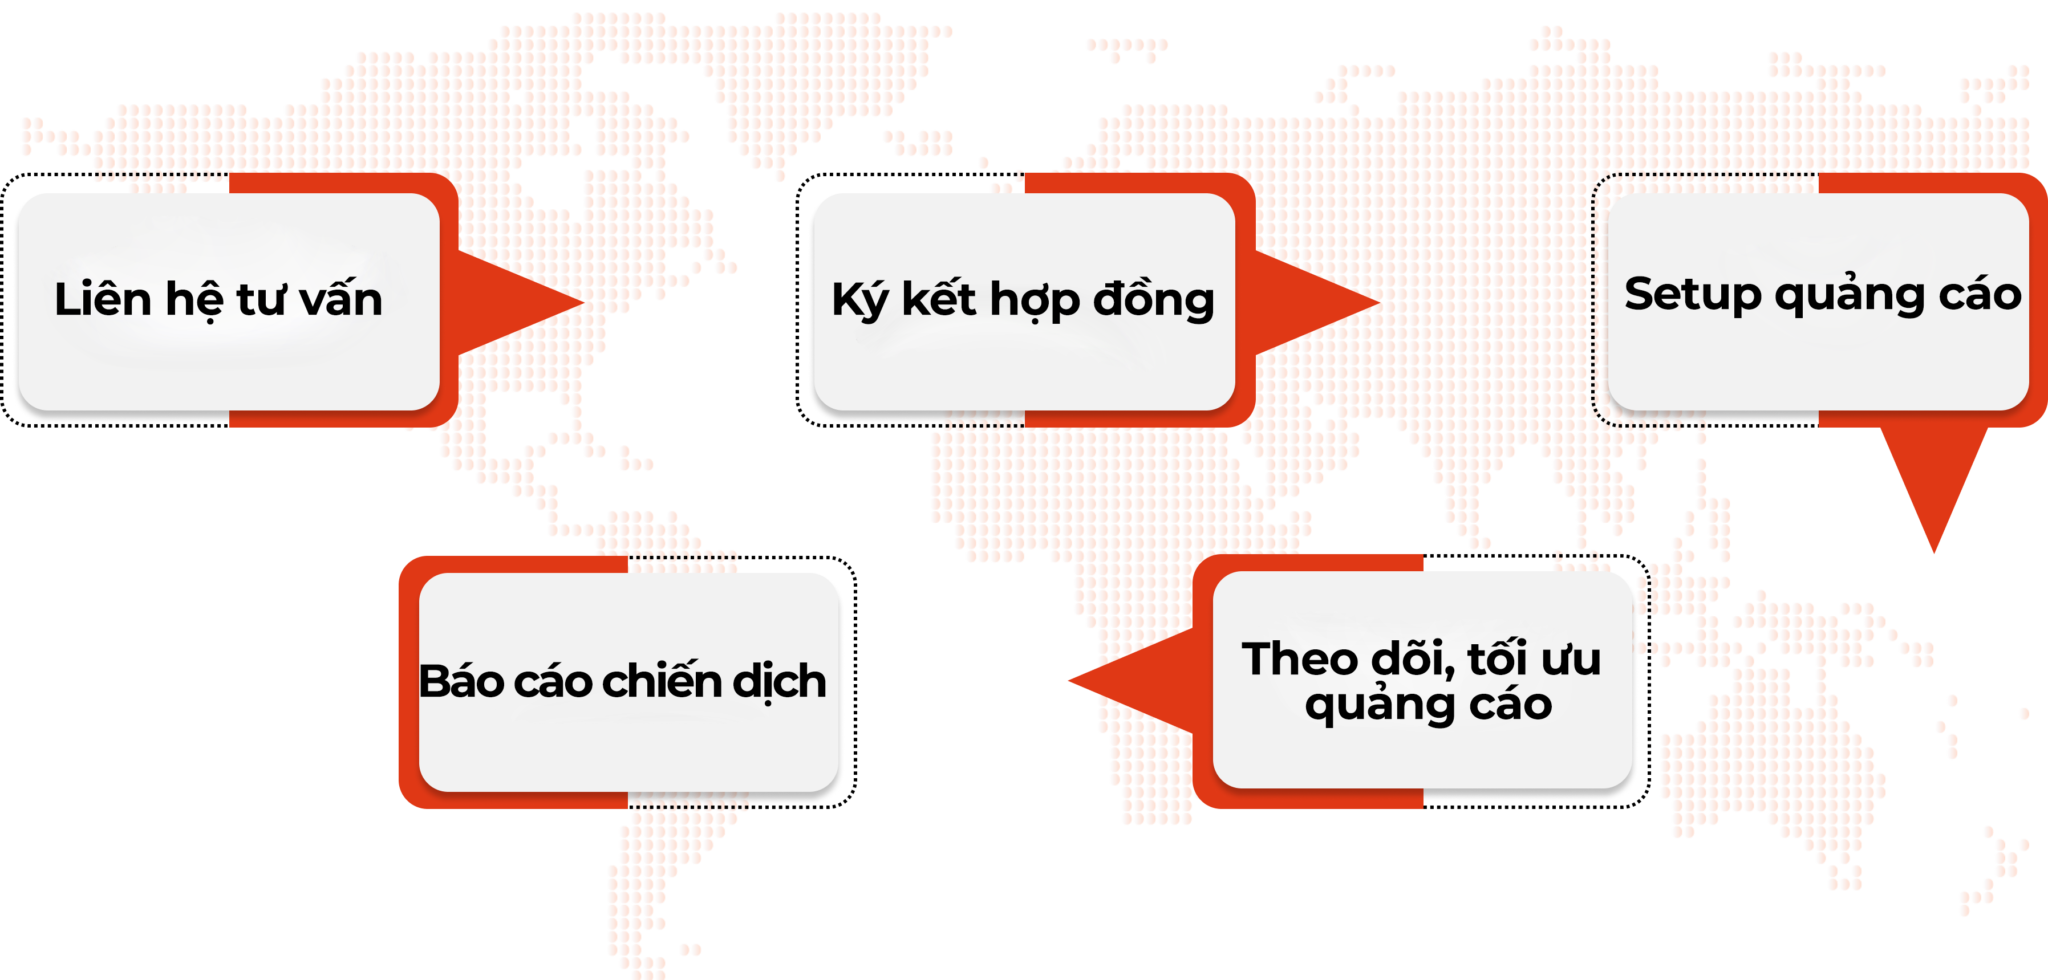 Liên hệ tư vấn
Ký kết hợp đồng
Setup quảng cáo
Theo dõi, tối ưu
quảng cáo
Báo cáo chiến dịch